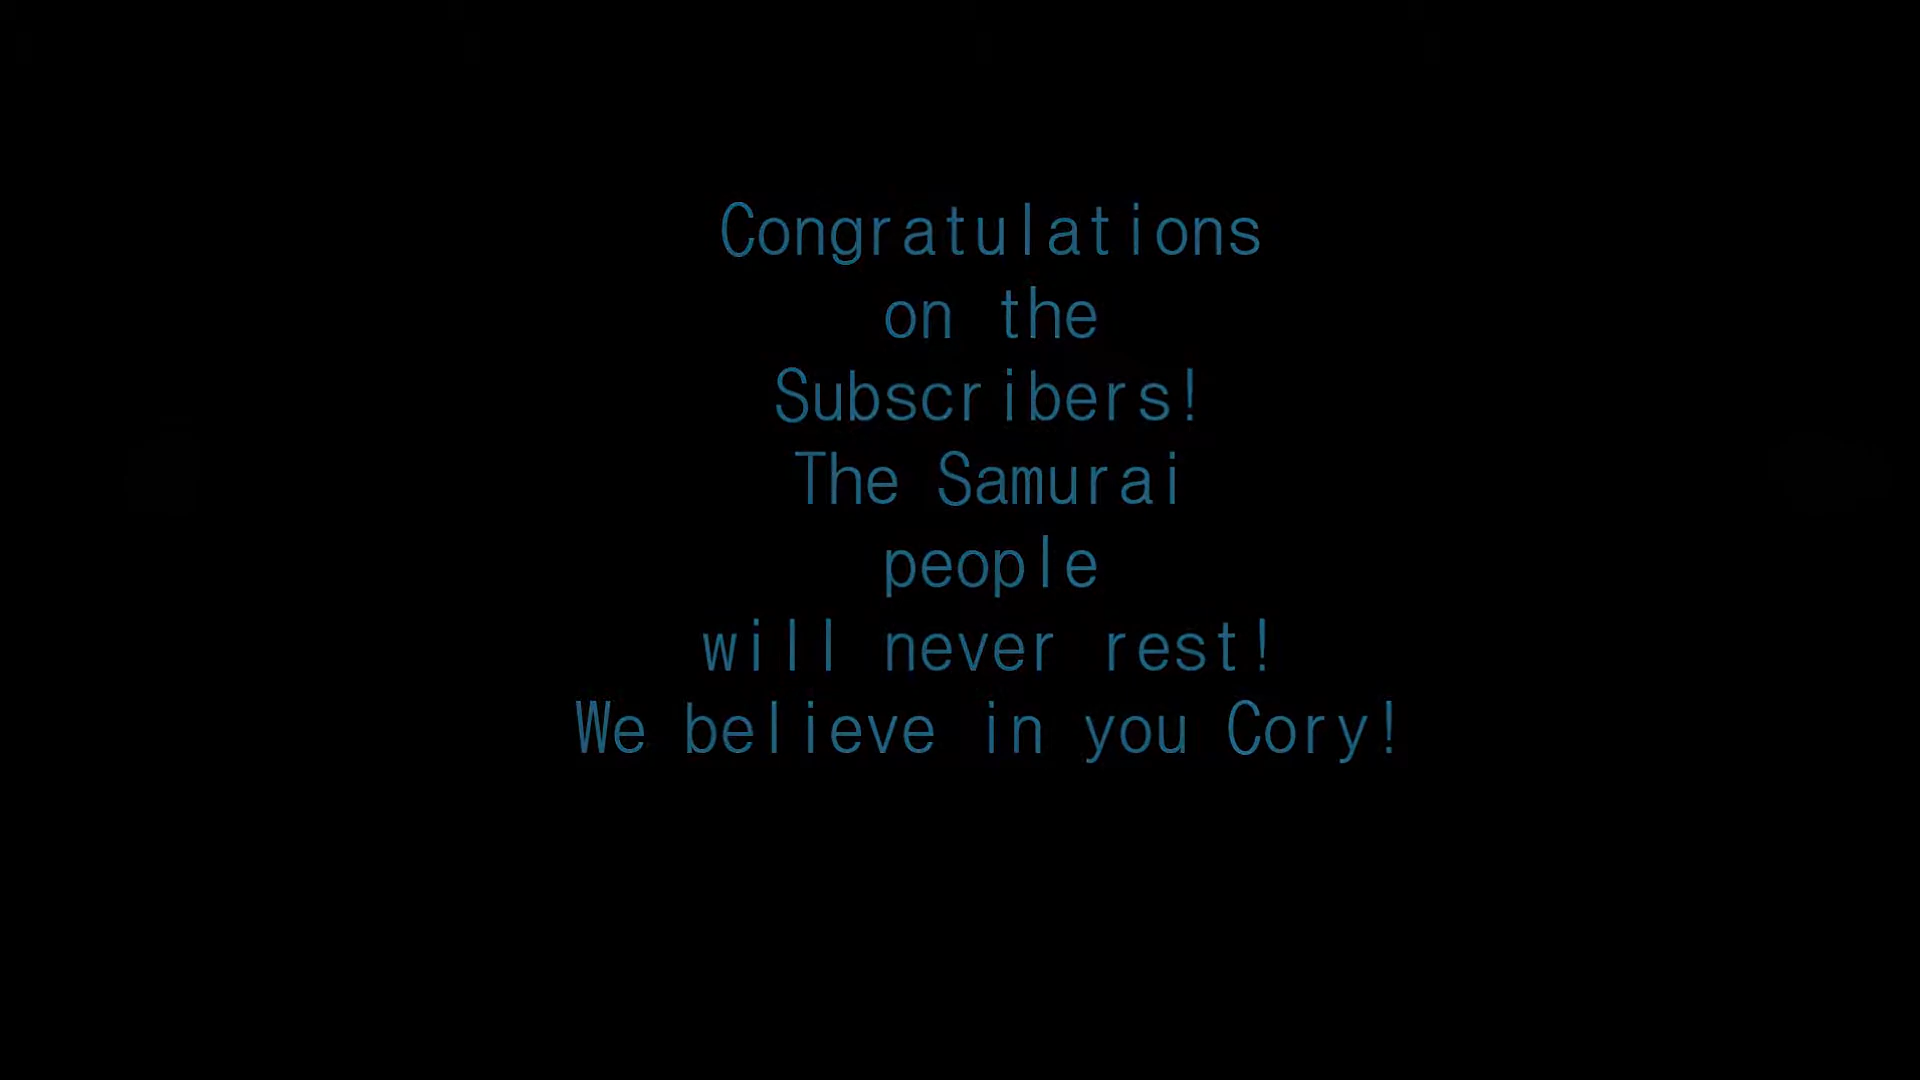 Congratulations
on the
Subscribers!
The Samurai
people
will never rest!
We believe in you Cory!